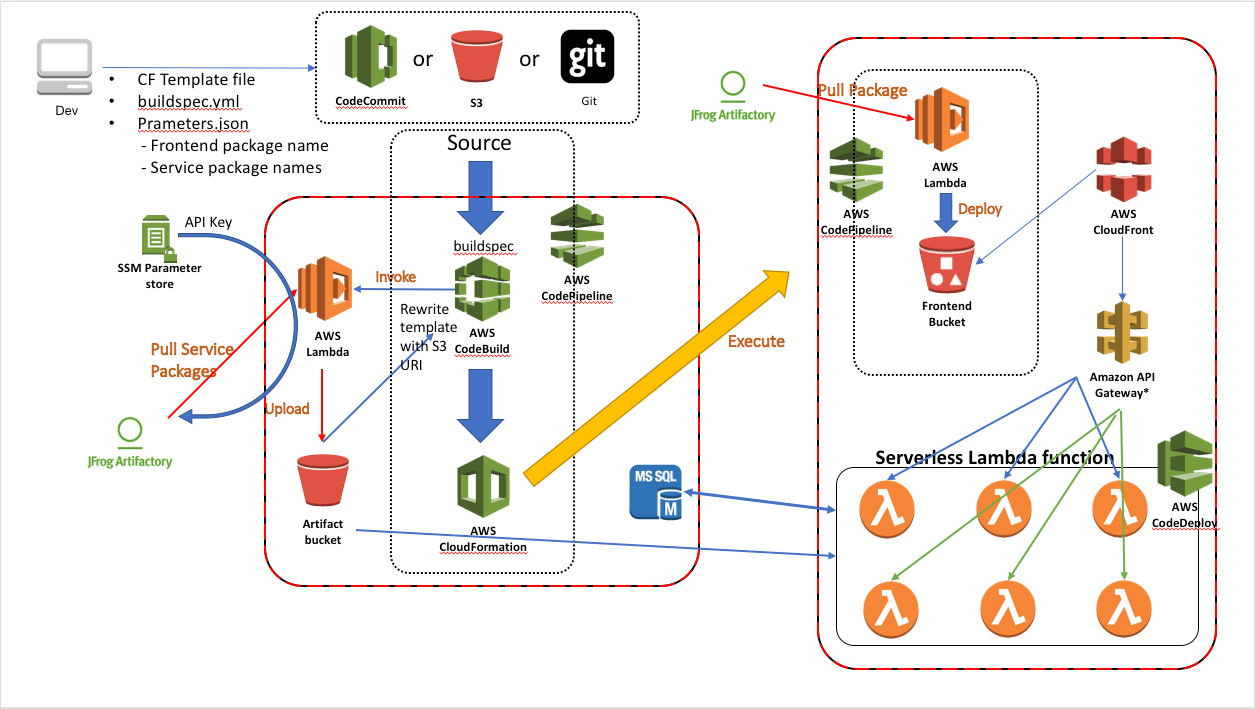 Dev
• CF Template file
• buildspec.yml
• Prameters.json
- Frontend package name
- Service package names
CodeCommit
or
S3
or
git
Git
Source
SSM Parameter
store
API Key
Pull Service
Packages
JFrog Artifactory
AWS
Lambda
Invoke
buildspec
AWS
CodeBuild
AWS
CodePipeline
Rewrite
template
with S3
URI
Upload
Artifact
bucket
AWS
CloudFormation
Execute
MS SQL
M
JFrog Artifactory
Pull Package
AWS
Lambda
AWS
CodePipeline
Deploy
Frontend
Bucket
AWS
CloudFront
Amazon API
Gateway*
Serverless Lambda function
AWS
CodeDeploy
λ
λ
λ
λ
λ
λ